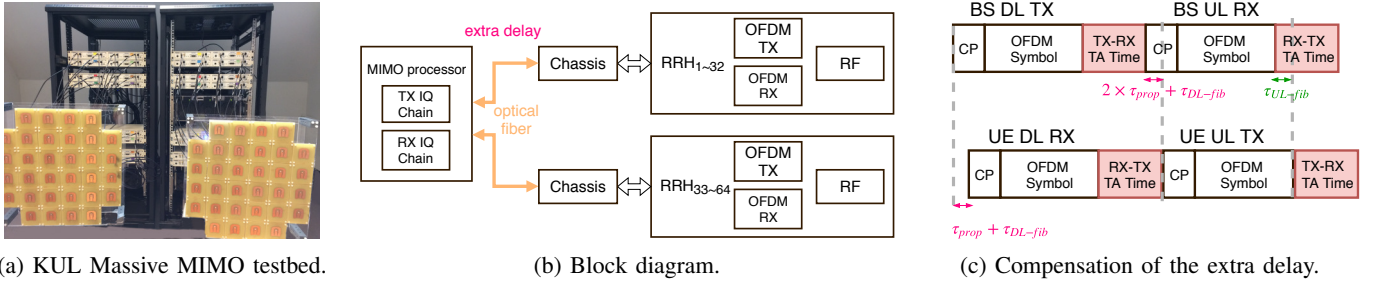 (a) KUL Massive MIMO testbed.
extra delay
MIMO processor
TX IQ
Chain
RX IQ
Chain
optical
fiber
Chassis
RRH1~32
OFDM
TX
OFDM
RX
RF
Chassis
RRH33~64
OFDM
TX
OFDM
RX
RF
(b) Block diagram.
BS DL TX
BS UL RX
CP
OFDM
Symbol
TX-RX
TA Time
CP
OFDM
Symbol
RX-TX
TA Time
2 × τprop + τDL−fib
τUL−fib
UE DL RX
UE UL TX
CP
OFDM
Symbol
RX-TX
TA Time
CP
OFDM
Symbol
TX-RX
TA Time
τprop + τDL−fib
(c) Compensation of the extra delay.